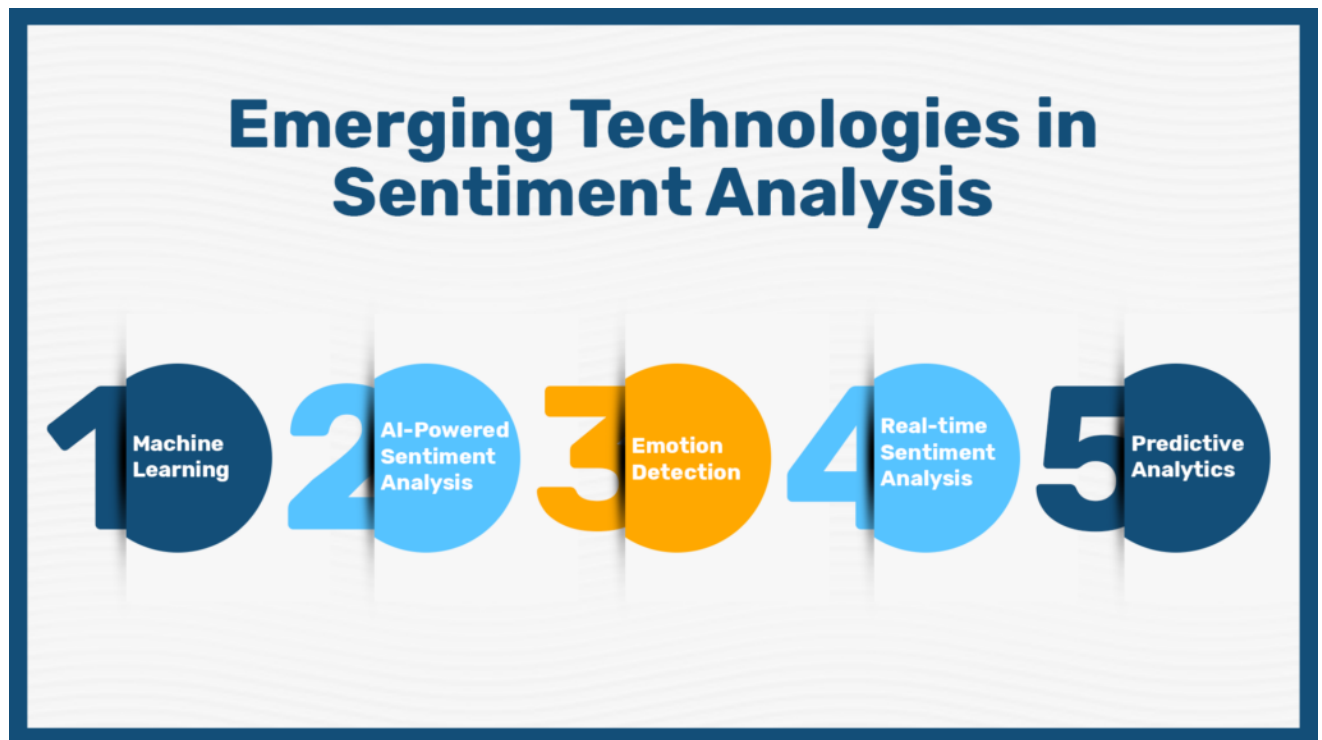 Emerging Technologies in
Sentiment Analysis
1
Machine
Learning
2
AI-Powered
Sentiment
Analysis
3
Emotion
Detection
4
Real-time
Sentiment
Analysis
5
Predictive
Analytics